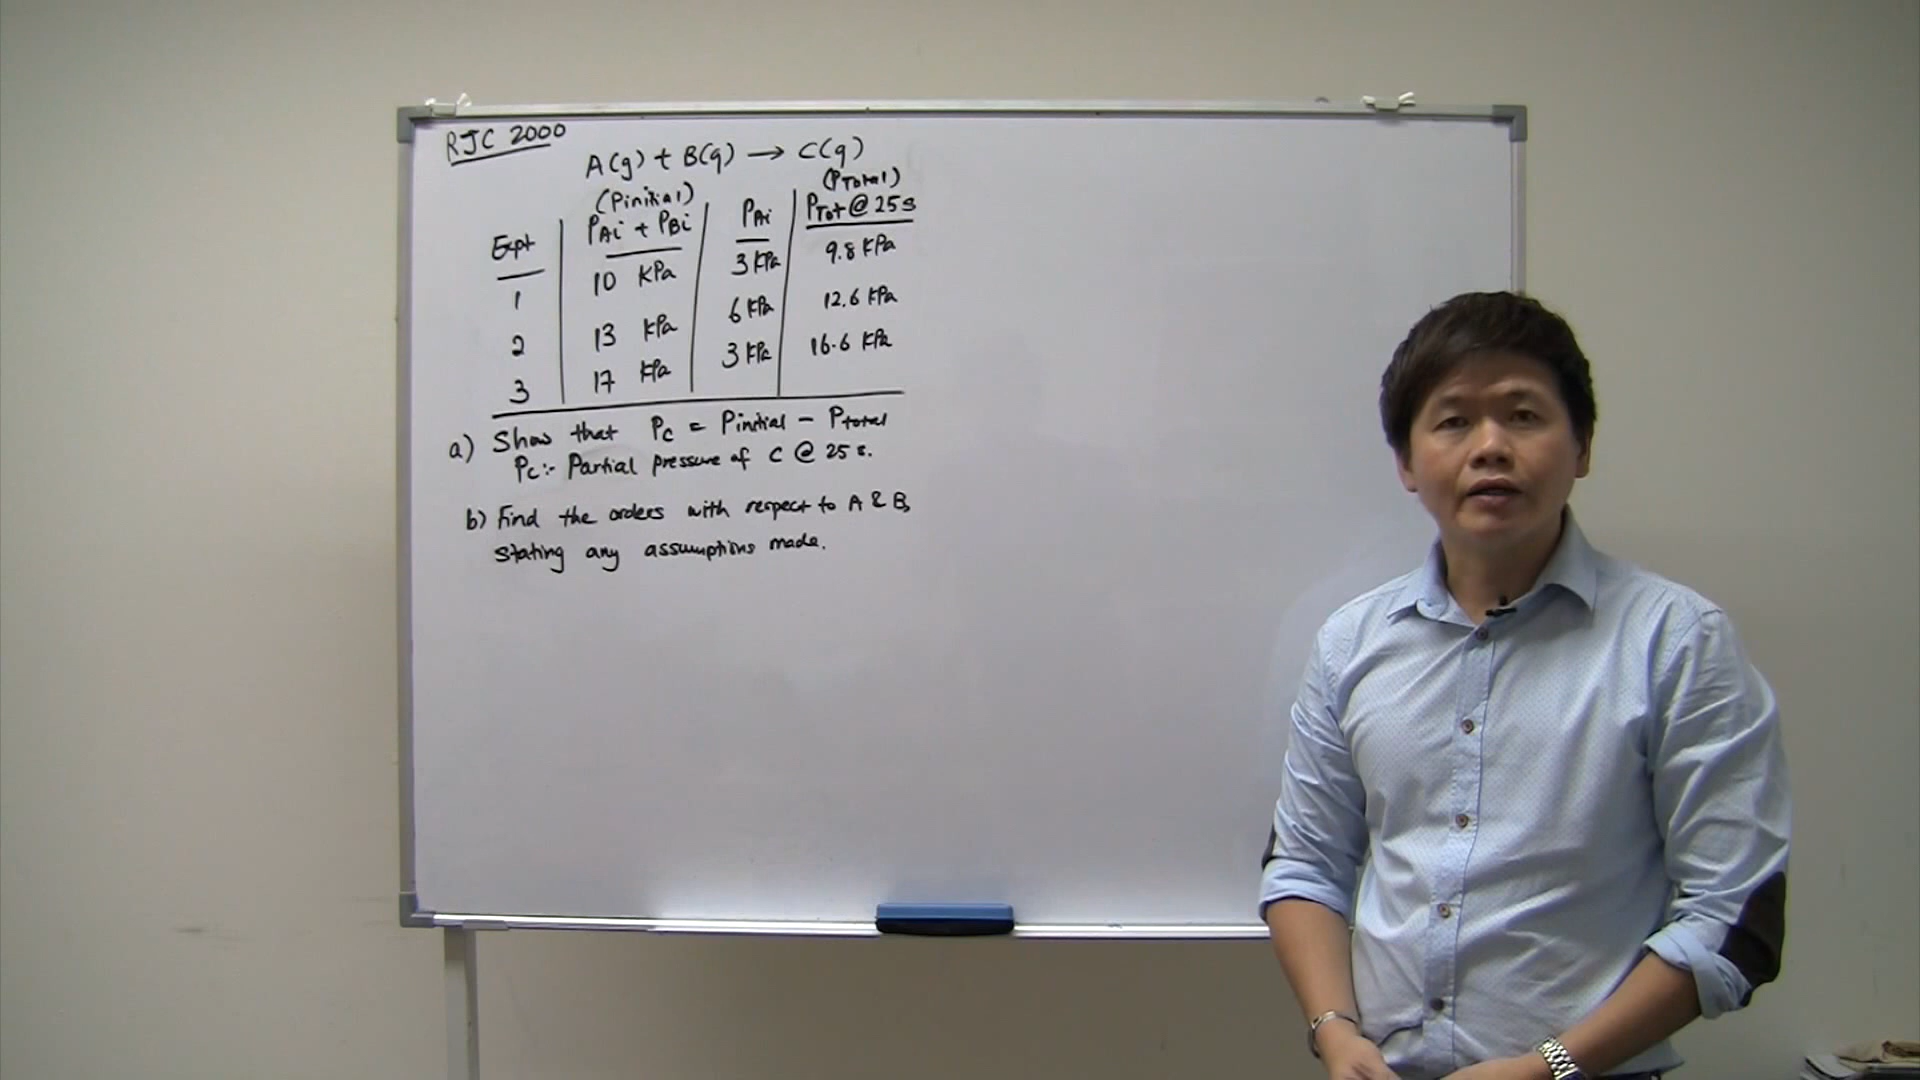 RJC 2000
A(g) + B(g) → C(g)
(Pinitial) (PTotal)
Expt PAi + PBi PAi PTot @ 25s
1 10 kPa 3 kPa 9.8 kPa
2 13 kPa 6 kPa 12.6 kPa
3 17 kPa 3 kPa 16.6 kPa
a) Show that Pc = Pinitial - Ptotal
Pc :- Partial pressure of C @ 25 s.
b) Find the orders with respect to A & B,
stating any assumptions made.